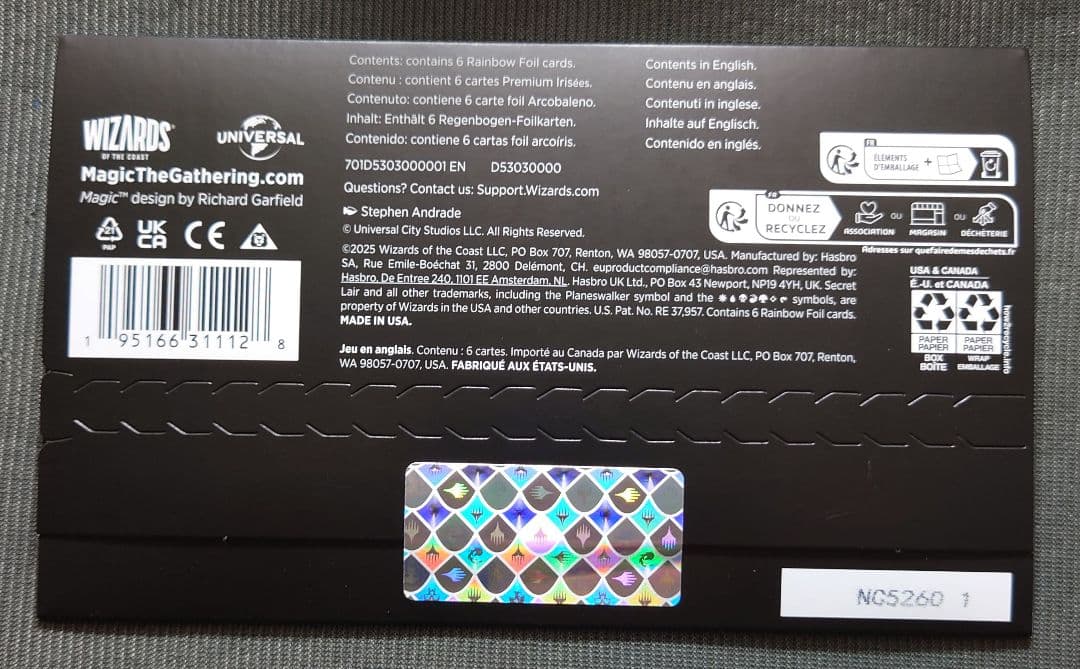 Contents: contains 6 Rainbow Foil cards.
Contenu : contient 6 cartes Premium Irisées.
Contenuto: contiene 6 carte foil Arcobaleno.
Inhalt: Enthält 6 Regenbogen-Foilkarten.
Contenido: contiene 6 cartas foil arcoíris.
Contents in English.
Contenu en anglais.
Contenuti in inglese.
Inhalte auf Englisch.
Contenido en inglés.
WIZARDS
OF THE COAST
UNIVERSAL
MagicTheGathering.com
Magic™ design by Richard Garfield
21
PAP
UK
CA
CE
1 95166 31112 8
701D5303000001 EN D53030000
Questions? Contact us: Support.Wizards.com
Stephen Andrade
© Universal City Studios LLC. All Rights Reserved.
©2025 Wizards of the Coast LLC, PO Box 707, Renton, WA 98057-0707, USA. Manufactured by: Hasbro
SA, Rue Emile-Boéchat 31, 2800 Delémont, CH. euproductcompliance@hasbro.com Represented by:
Hasbro, De Entree 240, 1101 EE Amsterdam, NL. Hasbro UK Ltd., PO Box 43 Newport, NP19 4YH, UK. Secret
Lair and all other trademarks, including the Planeswalker symbol and the symbols, are
property of Wizards in the USA and other countries. U.S. Pat. No. RE 37,957. Contains 6 Rainbow Foil cards.
MADE IN USA.
Jeu en anglais. Contenu : 6 cartes. Importé au Canada par Wizards of the Coast LLC, PO Box 707, Renton,
WA 98057-0707, USA. FABRIQUÉ AUX ÉTATS-UNIS.
FR
ÉLÉMENTS
D'EMBALLAGE +
FR
DONNEZ
OU
RECYCLEZ
ASSOCIATION OU MAGASIN OU DÉCHÈTERIE
Adresses sur quefairedemesdechets.fr
USA & CANADA
É.-U. et CANADA
PAPER
PAPIER
BOX
BOÎTE
PAPER
PAPIER
WRAP
EMBALLAGE
how2recycle.info
NG5260 1